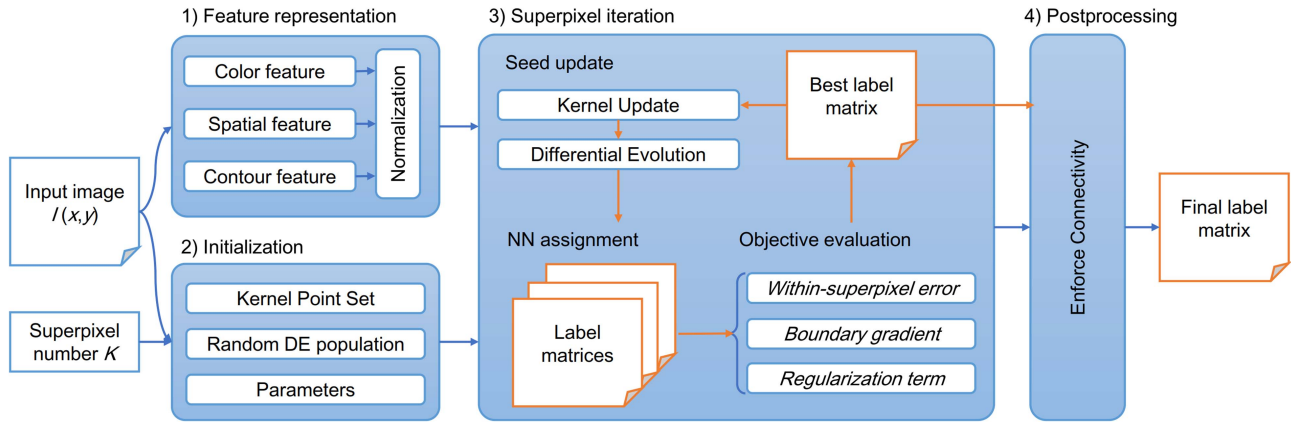 1) Feature representation
Color feature
Spatial feature
Contour feature
Normalization
Input image
I (x,y)
2) Initialization
Kernel Point Set
Random DE population
Parameters
Superpixel
number K
3) Superpixel iteration
Seed update
Kernel Update
Differential Evolution
Best label
matrix
NN assignment
Label
matrices
Objective evaluation
Within-superpixel error
Boundary gradient
Regularization term
4) Postprocessing
Enforce Connectivity
Final label
matrix